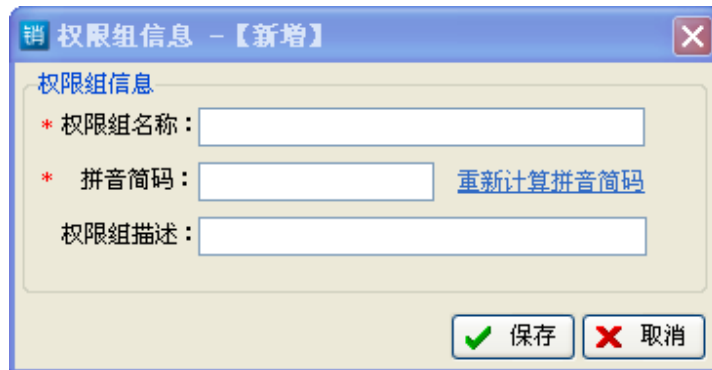 销 权限组信息 -【新增】
权限组信息
* 权限组名称：
* 拼音简码： 重新计算拼音简码
权限组描述：
保存 取消